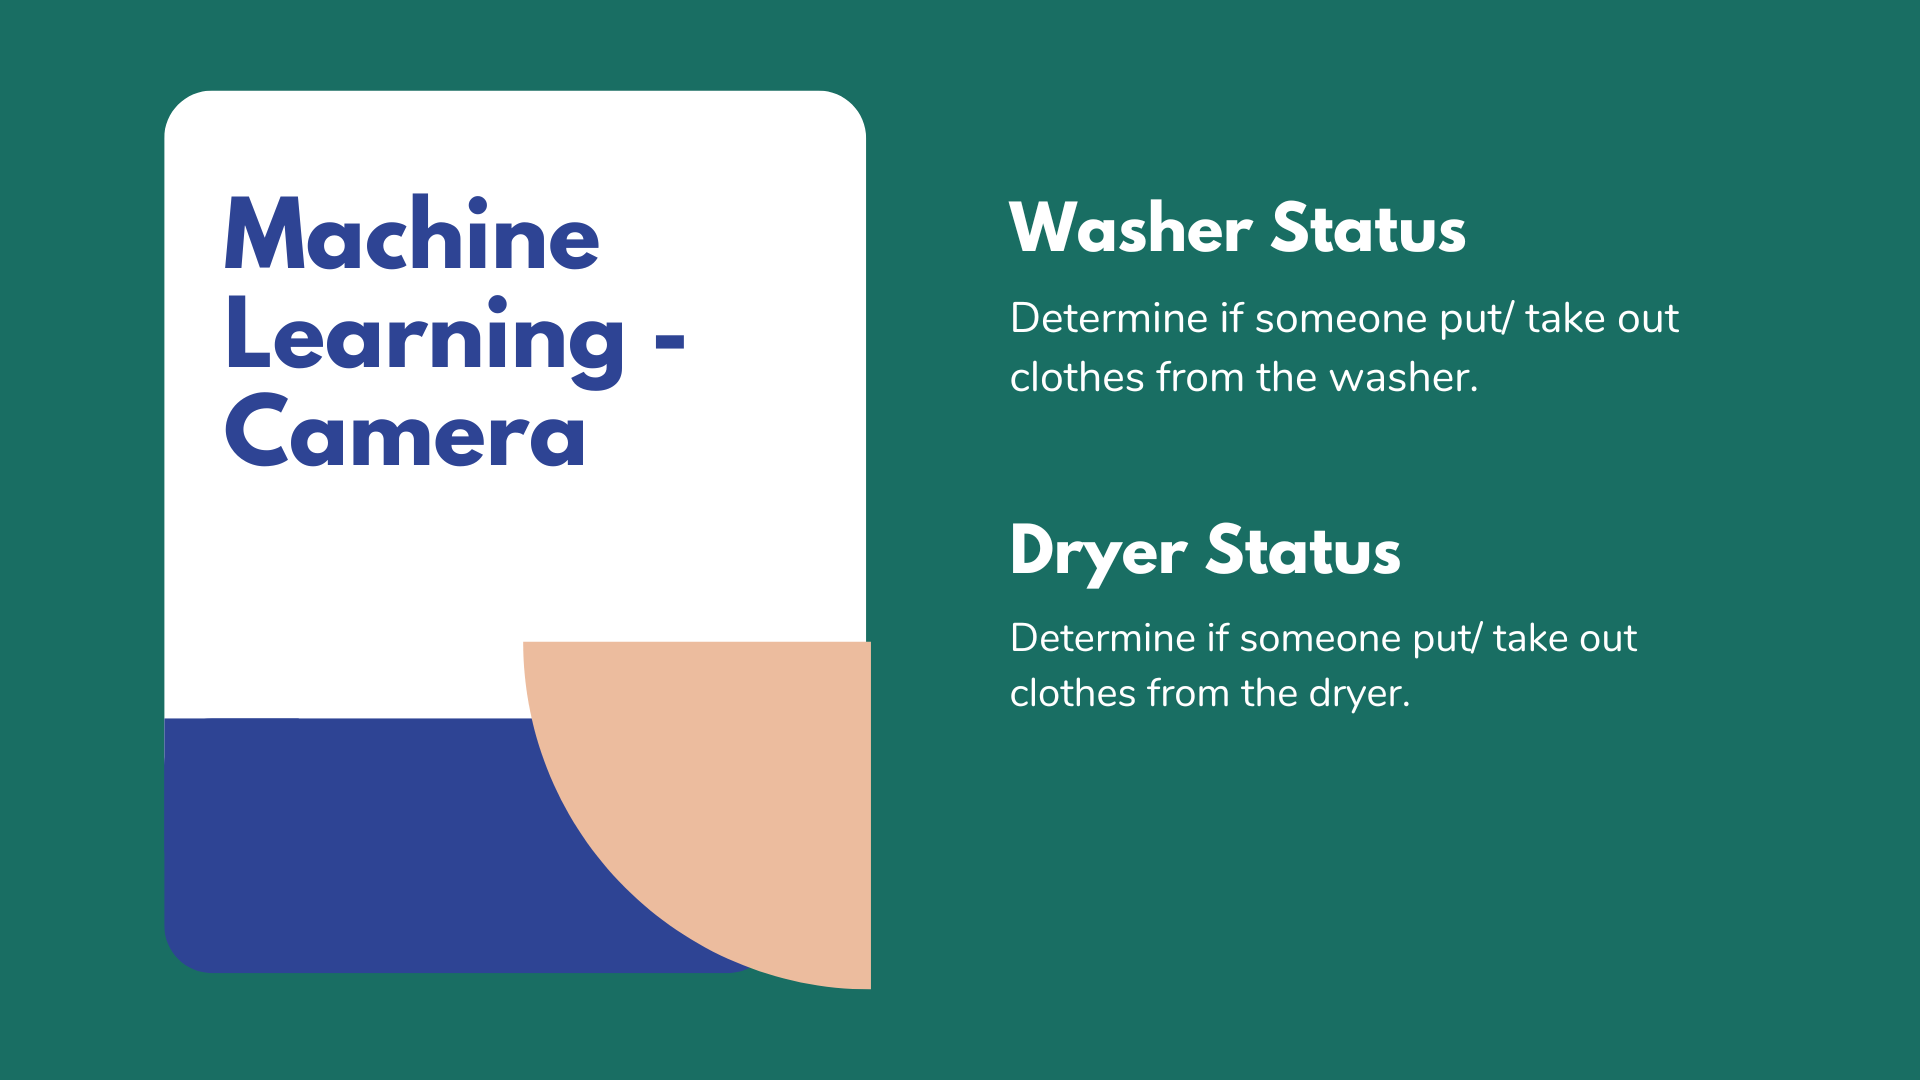 Machine
Learning -
Camera
Washer Status
Determine if someone put/ take out
clothes from the washer.
Dryer Status
Determine if someone put/ take out
clothes from the dryer.